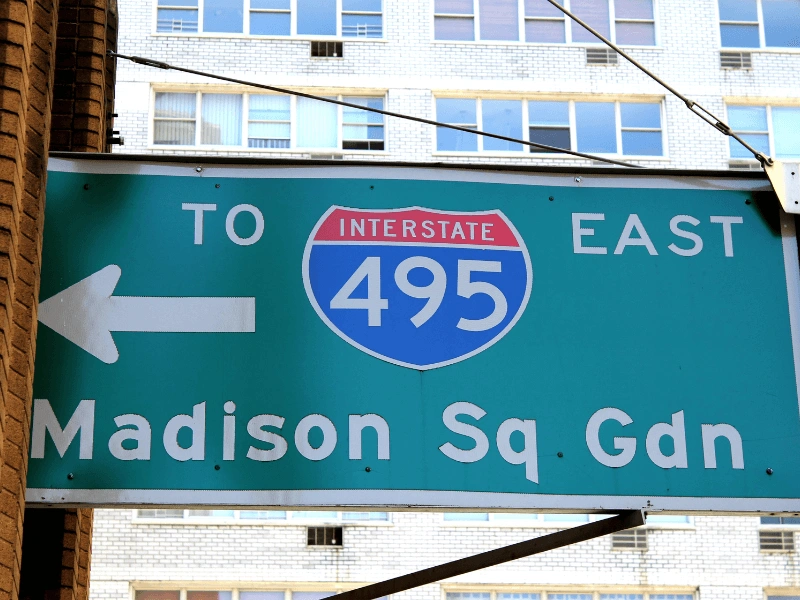 INTERSTATE
TO 495 EAST
Madison Sq Gdn